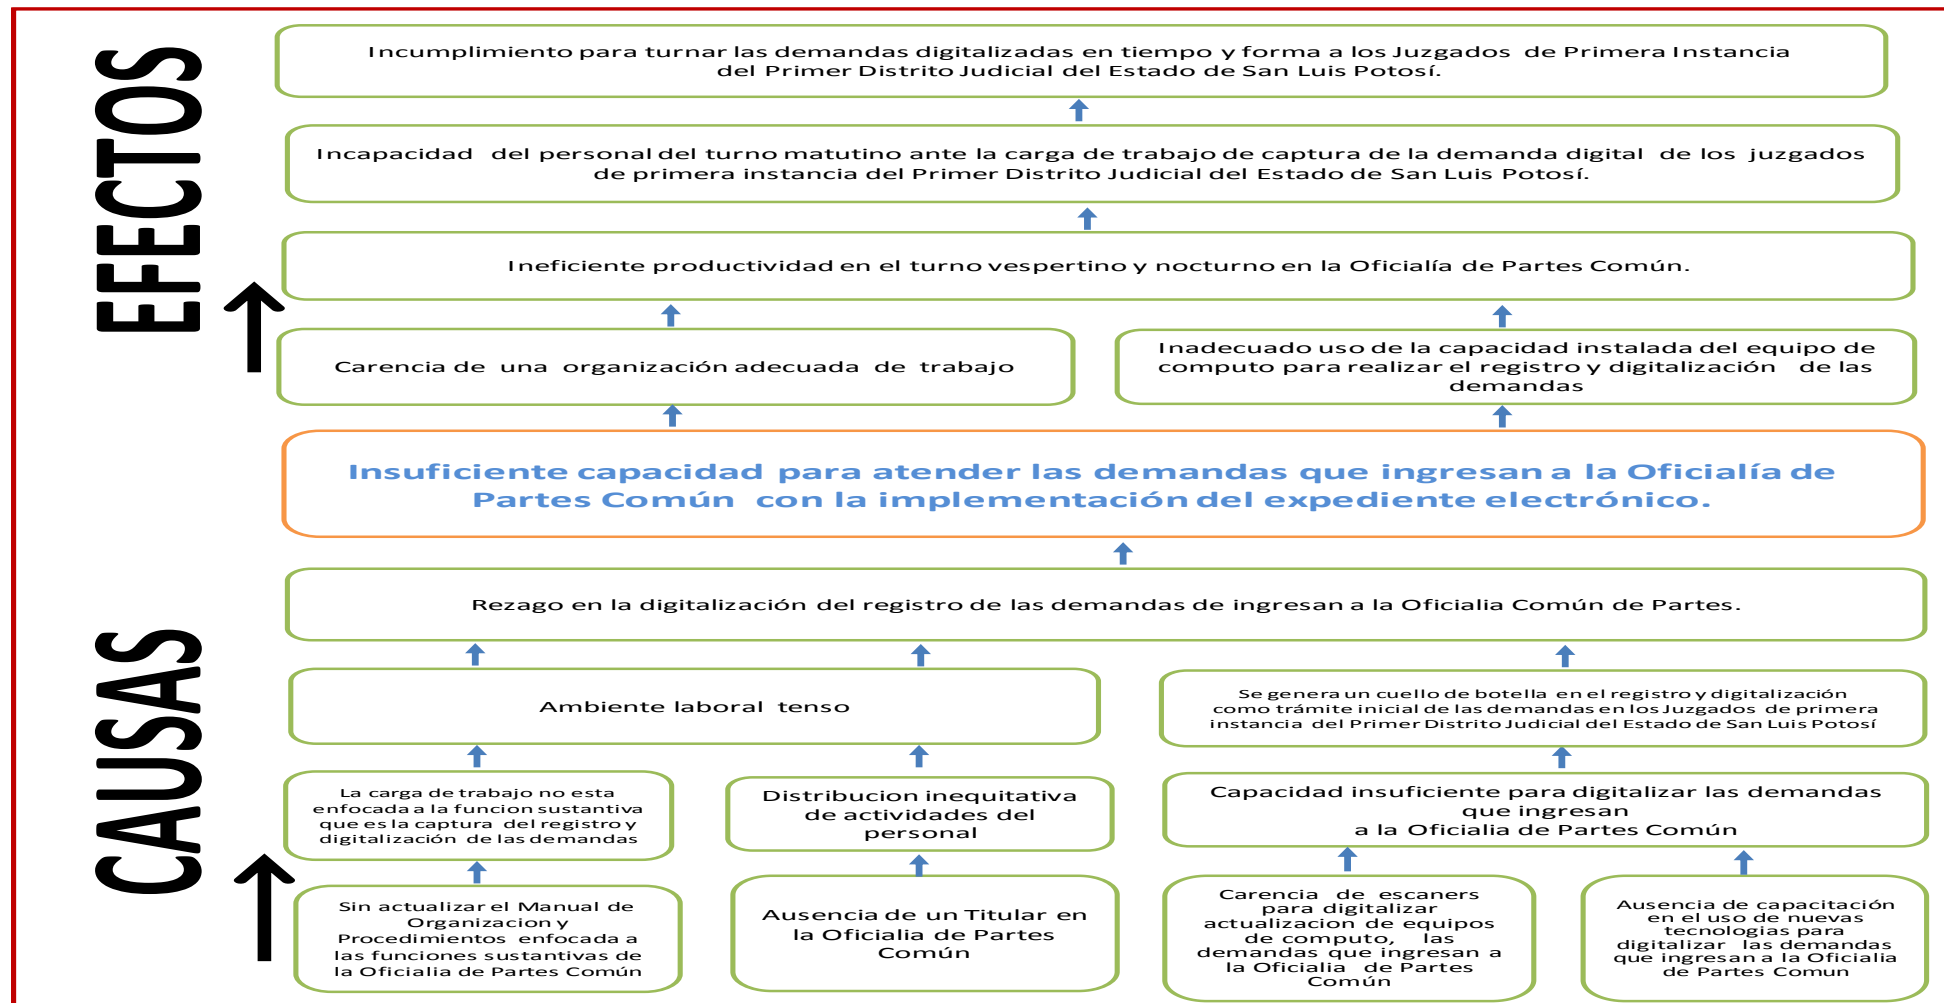 EFECTOS
Incumplimiento para turnar las demandas digitalizadas en tiempo y forma a los Juzgados de Primera Instancia
del Primer Distrito Judicial del Estado de San Luis Potosí.
Incapacidad del personal del turno matutino ante la carga de trabajo de captura de la demanda digital de los juzgados
de primera instancia del Primer Distrito Judicial del Estado de San Luis Potosí.
Ineficiente productividad en el turno vespertino y nocturno en la Oficialía de Partes Común.
Carencia de una organización adecuada de trabajo
Inadecuado uso de la capacidad instalada del equipo de
computo para realizar el registro y digitalización de las
demandas
Insuficiente capacidad para atender las demandas que ingresan a la Oficialía de
Partes Común con la implementación del expediente electrónico.
CAUSAS
Rezago en la digitalización del registro de las demandas de ingresan a la Oficialia Común de Partes.
Ambiente laboral tenso
Se genera un cuello de botella en el registro y digitalización
como trámite inicial de las demandas en los Juzgados de primera
instancia del Primer Distrito Judicial del Estado de San Luis Potosí
La carga de trabajo no esta
enfocada a la funcion sustantiva
que es la captura del registro y
digitalización de las demandas
Distribucion inequitativa
de actividades del
personal
Capacidad insuficiente para digitalizar las demandas
que ingresan
a la Oficialia de Partes Común
Sin actualizar el Manual de
Organizacion y
Procedimientos enfocada a
las funciones sustantivas de
la Oficialia de Partes Común
Ausencia de un Titular en
la Oficialia de Partes
Común
Carencia de escaners
para digitalizar
actualizacion de equipos
de computo, las
demandas que ingresan a
la Oficialia de Partes
Común
Ausencia de capacitación
en el uso de nuevas
tecnologias para
digitalizar las demandas
que ingresan a la Oficialia
de Partes Comun